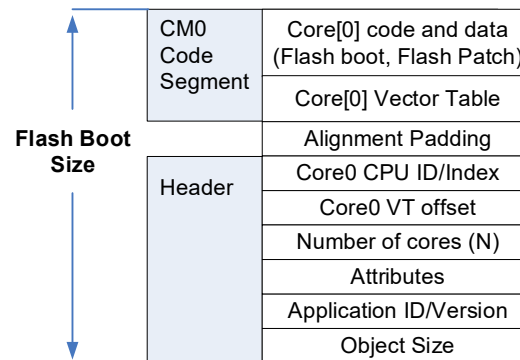 CM0
Code
Segment
Core[0] code and data
(Flash boot, Flash Patch)
Core[0] Vector Table
Flash Boot
Size
Alignment Padding
Header
Core0 CPU ID/Index
Core0 VT offset
Number of cores (N)
Attributes
Application ID/Version
Object Size